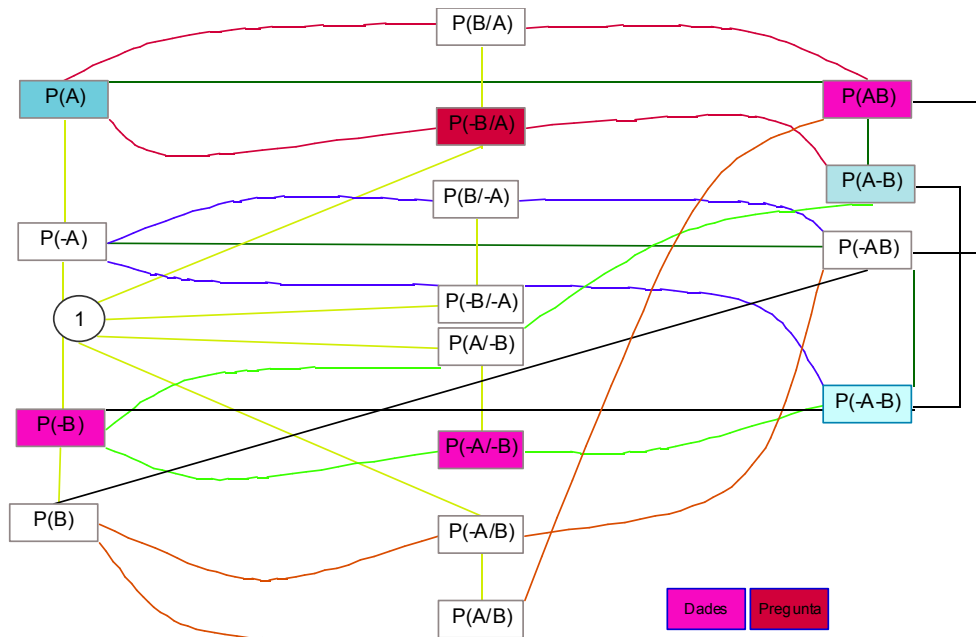 P(B/A)
P(A)
P(AB)
P(-B/A)
P(A-B)
P(B/-A)
P(-A)
P(-AB)
P(-B/-A)
1
P(A/-B)
P(-A-B)
P(-B)
P(-A/-B)
P(B)
P(-A/B)
P(A/B)
Dades
Pregunta